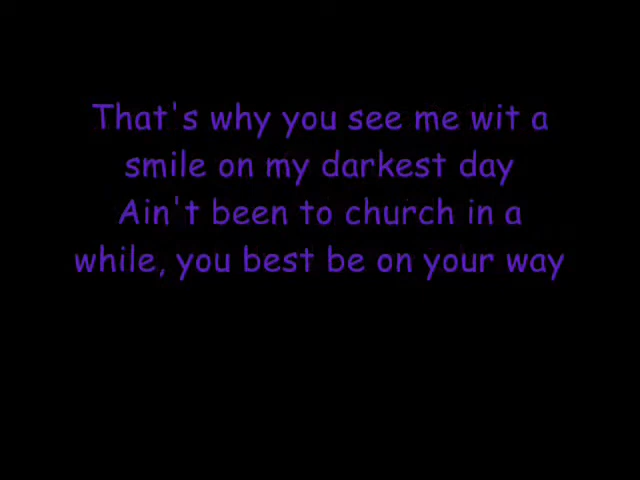 That's why you see me wit a
smile on my darkest day
Ain't been to church in a
while, you best be on your way